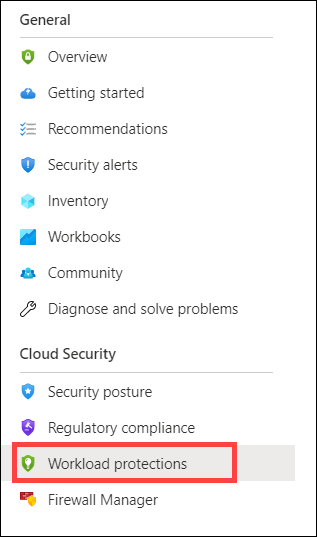 General
Overview
Getting started
Recommendations
Security alerts
Inventory
Workbooks
Community
Diagnose and solve problems
Cloud Security
Security posture
Regulatory compliance
Workload protections
Firewall Manager